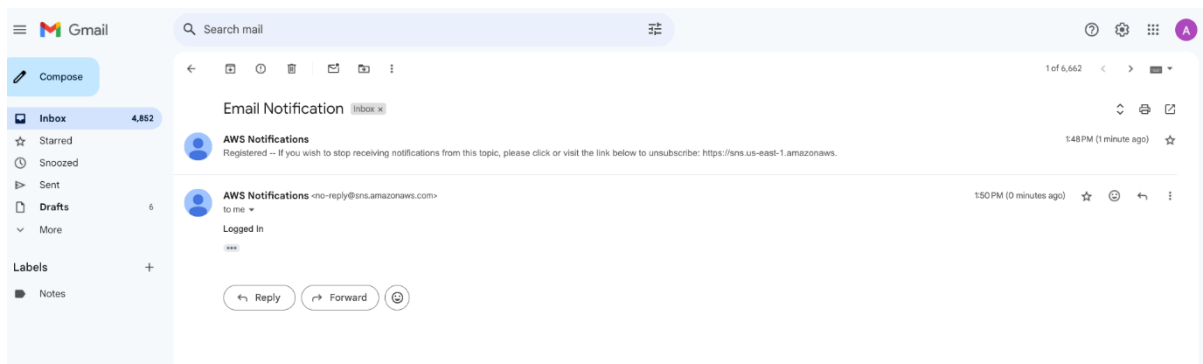 Gmail
Search mail
A
Compose
1 of 6,662
Email Notification Inbox x
Inbox 4,852
Starred
Snoozed
Sent
Drafts 6
More
Labels +
Notes
AWS Notifications 1:48 PM (1 minute ago)
Registered -- If you wish to stop receiving notifications from this topic, please click or visit the link below to unsubscribe: https://sns.us-east-1.amazonaws.
AWS Notifications <no-reply@sns.amazonaws.com> 1:50 PM (0 minutes ago)
to me
Logged In
Reply Forward